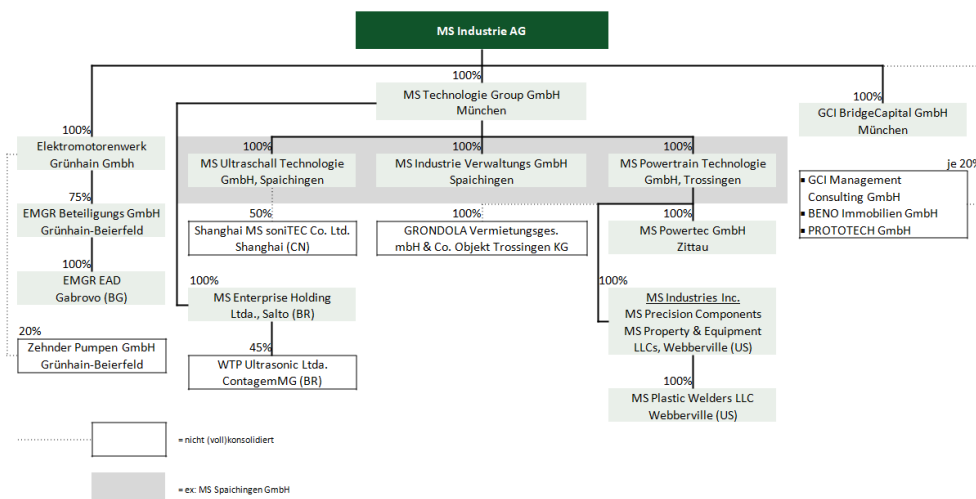 MS Industrie AG
100%
MS Technologie Group GmbH
München
100%
GCI BridgeCapital GmbH
München
100%
Elektromotorenwerk
Grünhain Gmbh
100%
MS Ultraschall Technologie
GmbH, Spaichingen
100%
MS Industrie Verwaltungs GmbH
Spaichingen
100%
MS Powertrain Technologie
GmbH, Trossingen
je 20%
▪ GCI Management
Consulting GmbH
▪ BENO Immobilien GmbH
▪ PROTOTECH GmbH
75%
EMGR Beteiligungs GmbH
Grünhain-Beierfeld
50%
Shanghai MS soniTEC Co. Ltd.
Shanghai (CN)
100%
GRONDOLA Vermietungsges.
mbH & Co. Objekt Trossingen KG
100%
MS Powertec GmbH
Zittau
100%
EMGR EAD
Gabrovo (BG)
100%
MS Enterprise Holding
Ltda., Salto (BR)
100%
MS Industries Inc.
MS Precision Components
MS Property & Equipment
LLCs, Webberville (US)
20%
Zehnder Pumpen GmbH
Grünhain-Beierfeld
45%
WTP Ultrasonic Ltda.
ContagemMG (BR)
100%
MS Plastic Welders LLC
Webberville (US)
= nicht (voll)konsolidiert
= ex: MS Spaichingen GmbH